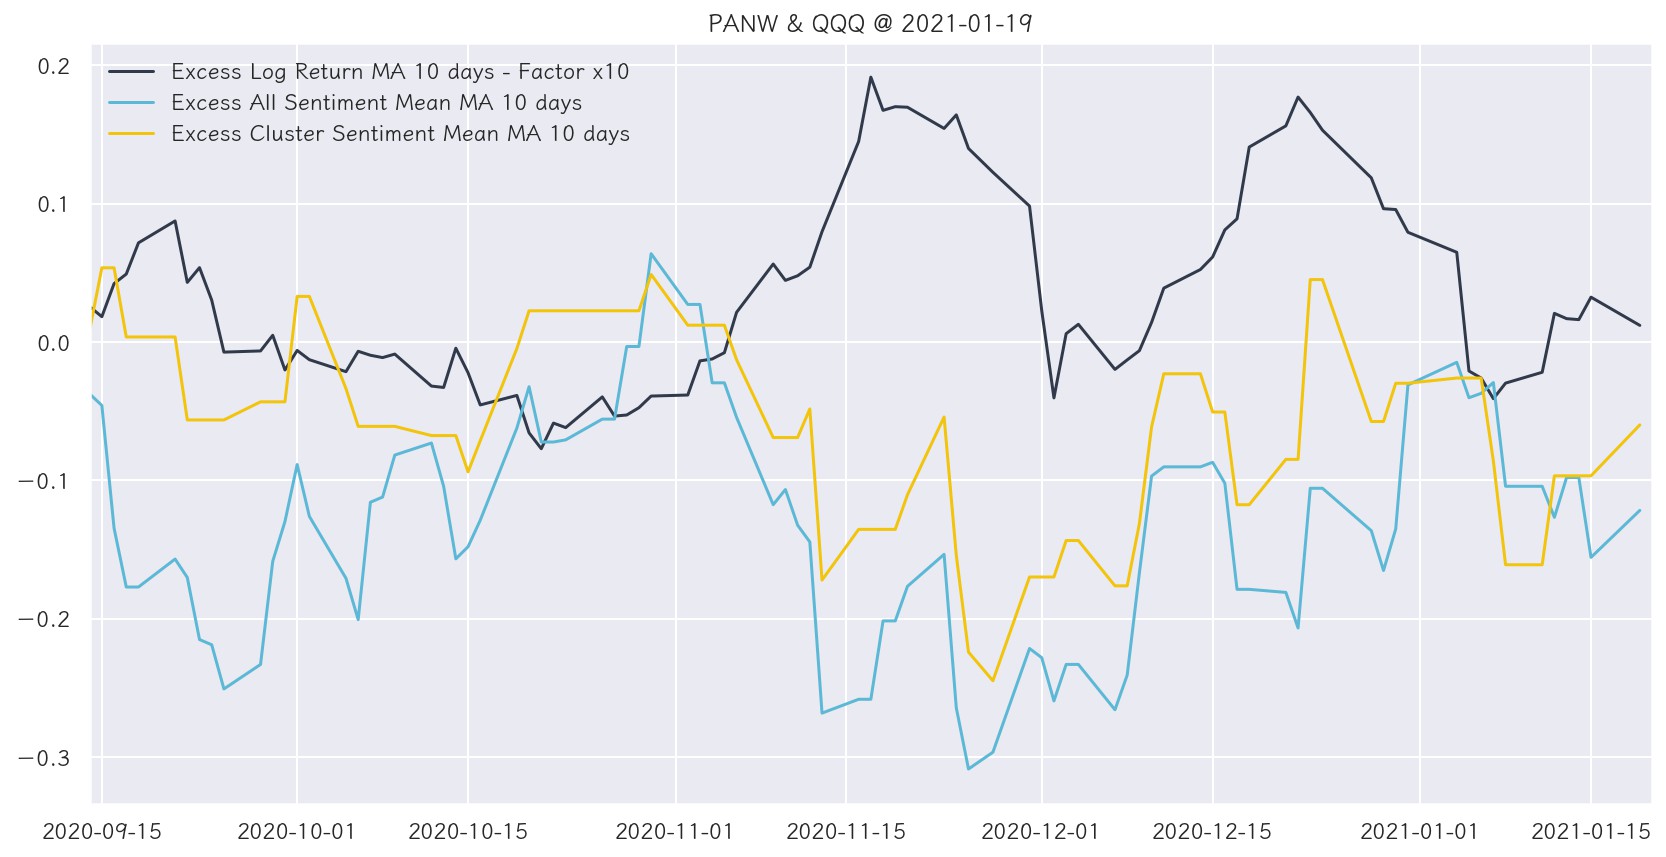 PANW & QQQ @ 2021-01-19
Excess Log Return MA 10 days - Factor x10
Excess All Sentiment Mean MA 10 days
Excess Cluster Sentiment Mean MA 10 days
0.2
0.1
0.0
−0.1
−0.2
−0.3
2020-09-15 2020-10-01 2020-10-15 2020-11-01 2020-11-15 2020-12-01 2020-12-15 2021-01-01 2021-01-15